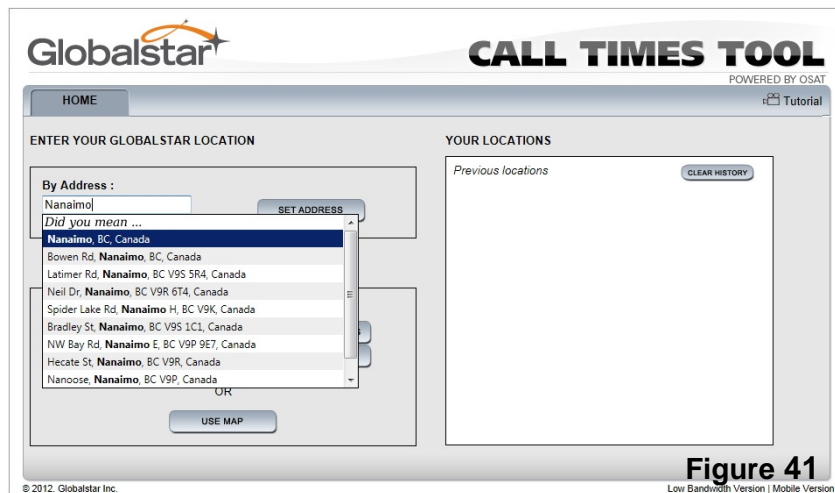 Globalstar
CALL TIMES TOOL
POWERED BY OSAT
HOME
Tutorial
ENTER YOUR GLOBALSTAR LOCATION
By Address :
Nanaimo
SET ADDRESS
Did you mean ...
Nanaimo, BC, Canada
Bowen Rd, Nanaimo, BC, Canada
Latimer Rd, Nanaimo, BC V9S 5R4, Canada
Neil Dr, Nanaimo, BC V9R 6T4, Canada
Spider Lake Rd, Nanaimo H, BC V9K, Canada
Bradley St, Nanaimo, BC V9S 1C1, Canada
NW Bay Rd, Nanaimo E, BC V9P 9E7, Canada
Hecate St, Nanaimo, BC V9R, Canada
Nanoose, Nanaimo, BC V9P, Canada
OR
USE MAP
YOUR LOCATIONS
Previous locations
CLEAR HISTORY
Figure 41
© 2012. Globalstar Inc.
Low Bandwidth Version | Mobile Version